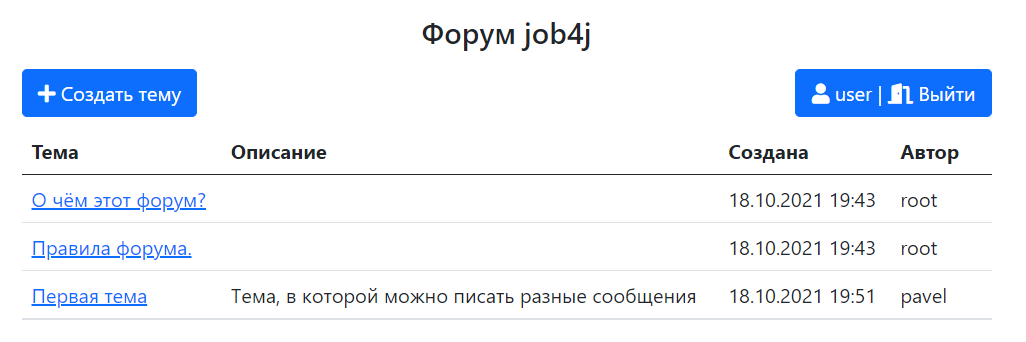 Форум job4j
Создать тему
user | Выйти
Тема Описание Создана Автор
О чём этот форум? 18.10.2021 19:43 root
Правила форума. 18.10.2021 19:43 root
Первая тема Тема, в которой можно писать разные сообщения 18.10.2021 19:51 pavel